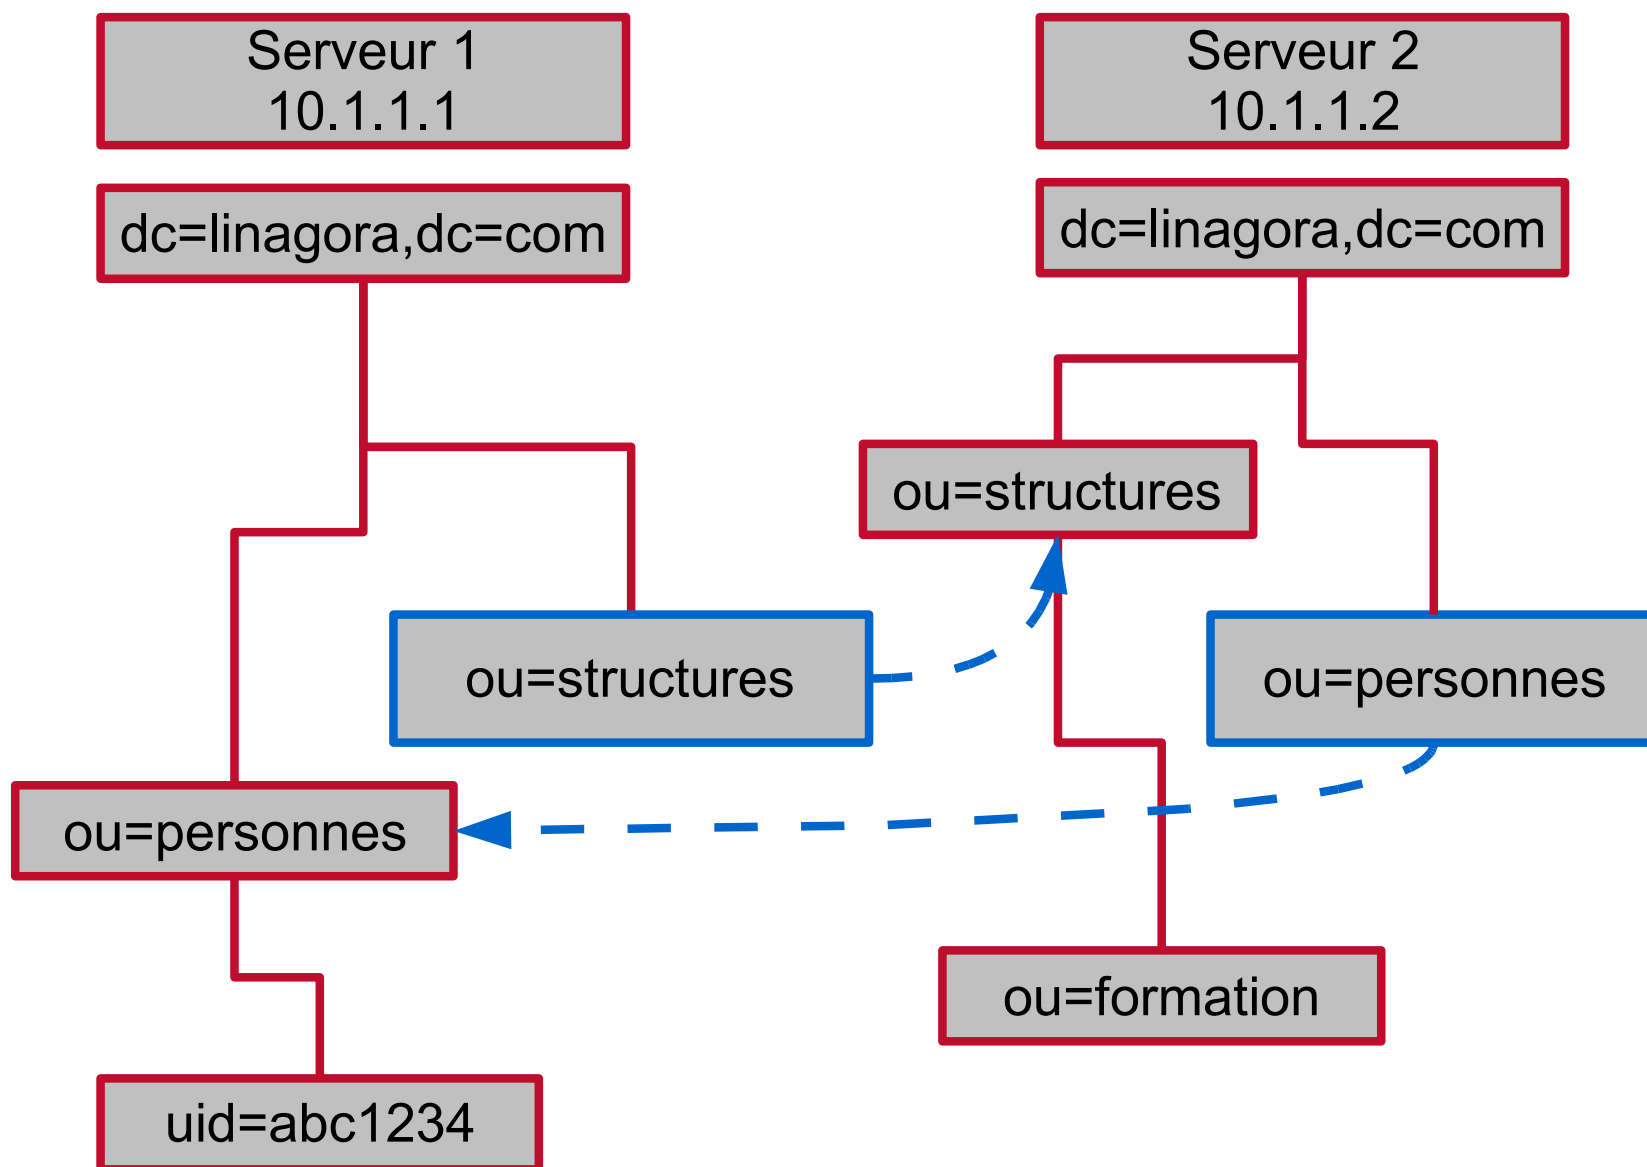 Serveur 1
10.1.1.1
Serveur 2
10.1.1.2
dc=linagora,dc=com
dc=linagora,dc=com
ou=structures
ou=structures
ou=personnes
ou=personnes
ou=formation
uid=abc1234